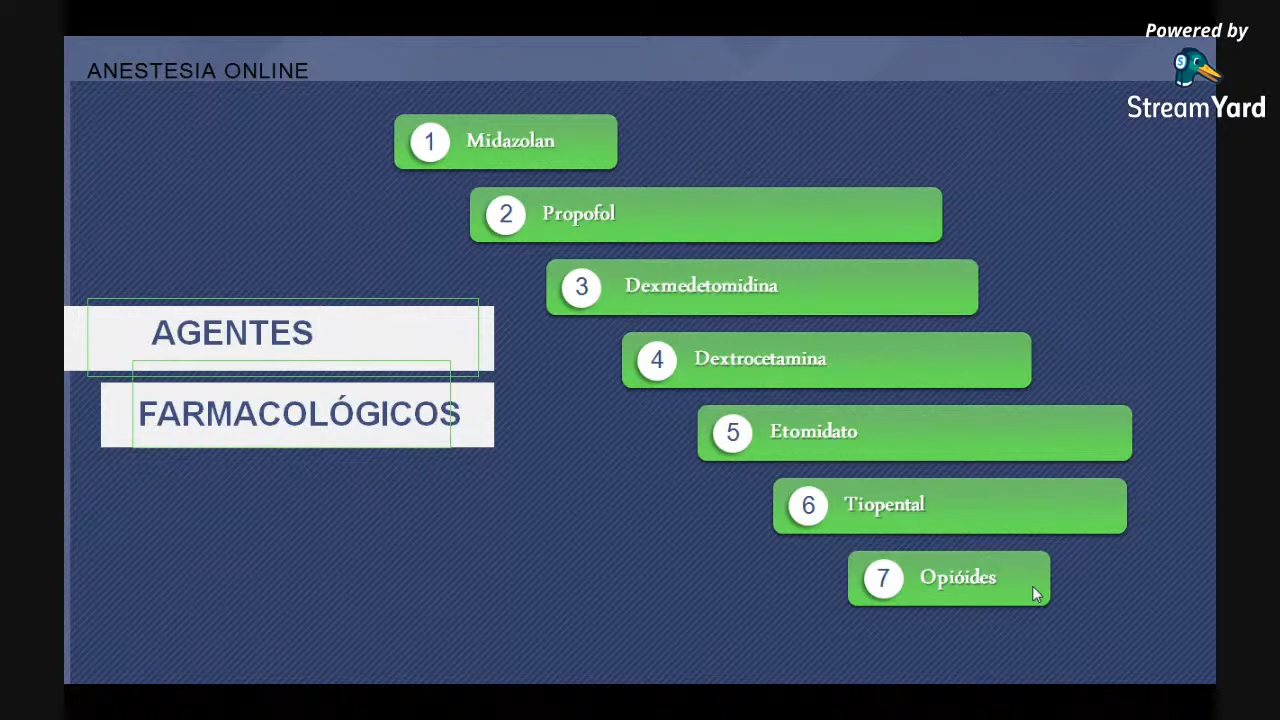 Powered by
StreamYard
ANESTESIA ONLINE
1 Midazolan
2 Propofol
3 Dexmedetomidina
AGENTES
4 Dextrocetamina
FARMACOLÓGICOS
5 Etomidato
6 Tiopental
7 Opióides